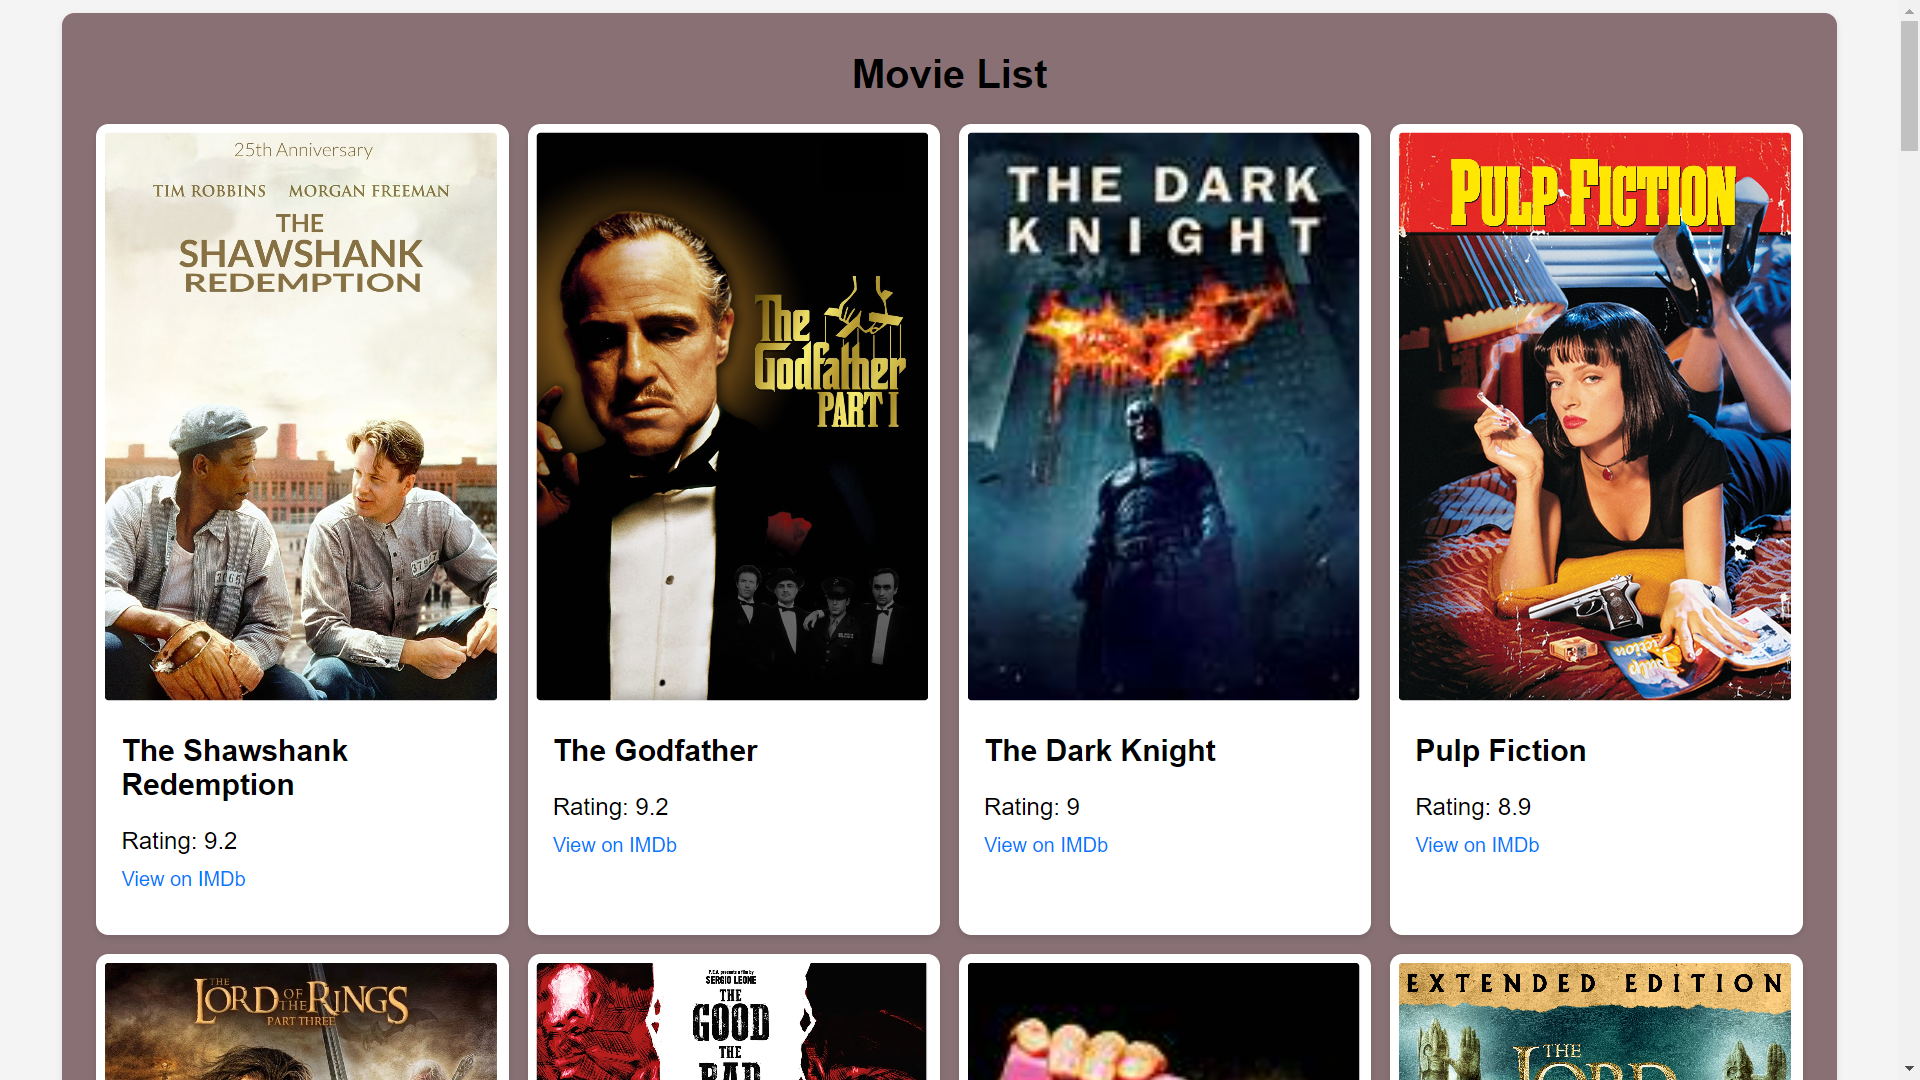 Movie List
25th Anniversary
TIM ROBBINS MORGAN FREEMAN
THE
SHAWSHANK
REDEMPTION
3065
The
Godfather
PART I
THE DARK
KNIGHT
PULP FICTION
Pulp
Fiction
The Shawshank
Redemption
Rating: 9.2
View on IMDb
The Godfather
Rating: 9.2
View on IMDb
The Dark Knight
Rating: 9
View on IMDb
Pulp Fiction
Rating: 8.9
View on IMDb
THE
LORD OF THE RINGS
PART THREE
SERGIO LEONE
THE
GOOD
THE
BAD
EXTENDED EDITION
THE
LORD